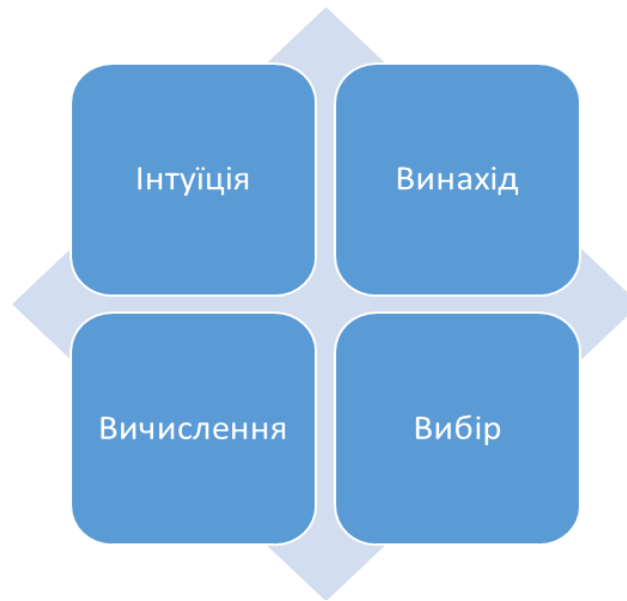 Інтуїція
Винахід
Вичислення
Вибір